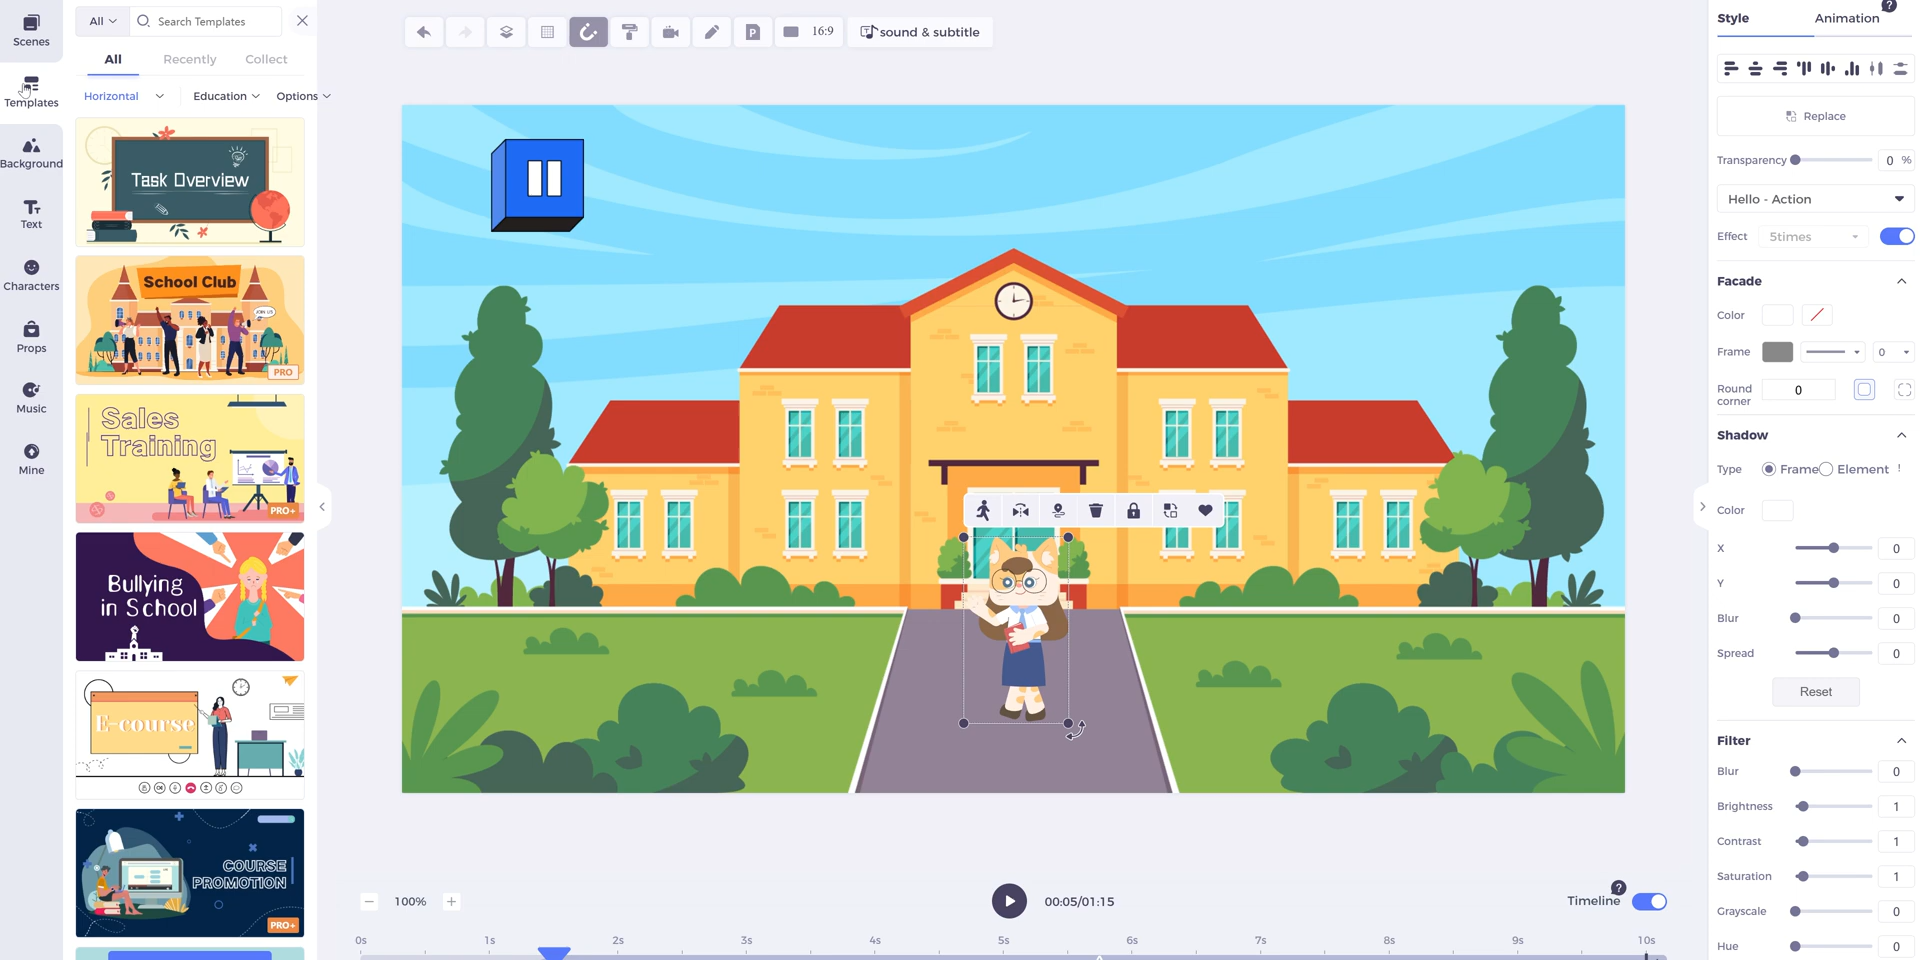 Scenes
Templates
Background
Text
Characters
Props
Music
Mine
All
Search Templates
All
Recently
Collect
Horizontal
Education
Options
Task Overview
School Club
JOIN US
PRO
Sales
Training
PRO+
Bullying
in School
E-course
COURSE
PROMOTION
PRO+
P
16:9
sound & subtitle
100%
00:05/01:15
Timeline
?
0s
1s
2s
3s
4s
5s
6s
7s
8s
9s
10s
Style
Animation
?
Replace
Transparency
0 %
Hello - Action
Effect
5times
Facade
Color
Frame
0
Round
corner
0
Shadow
Type
Frame
Element
!
Color
X
0
Y
0
Blur
0
Spread
0
Reset
Filter
Blur
0
Brightness
1
Contrast
1
Saturation
1
Grayscale
0
Hue
0